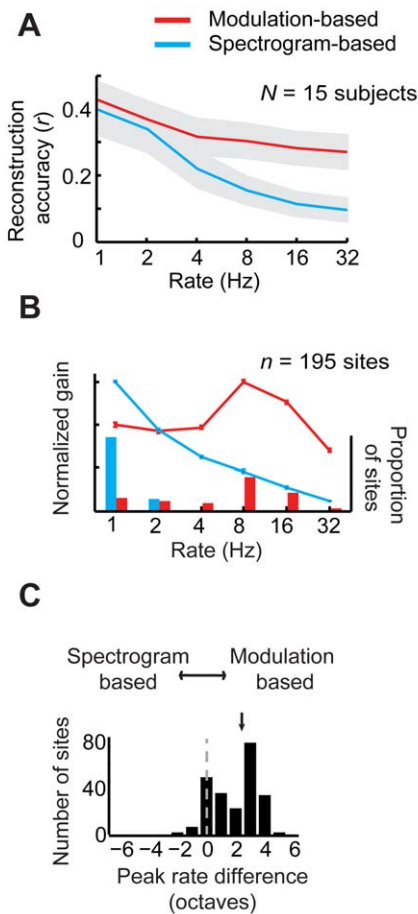 A
Modulation-based
Spectrogram-based
N = 15 subjects
Reconstruction
accuracy (r)
0.4
0.2
0
1 2 4 8 16 32
Rate (Hz)
B
n = 195 sites
Normalized gain
Proportion
of sites
1 2 4 8 16 32
Rate (Hz)
C
Spectrogram Modulation
based based
Number of sites
80
40
0
−6 −4 −2 0 2 4 6
Peak rate difference
(octaves)